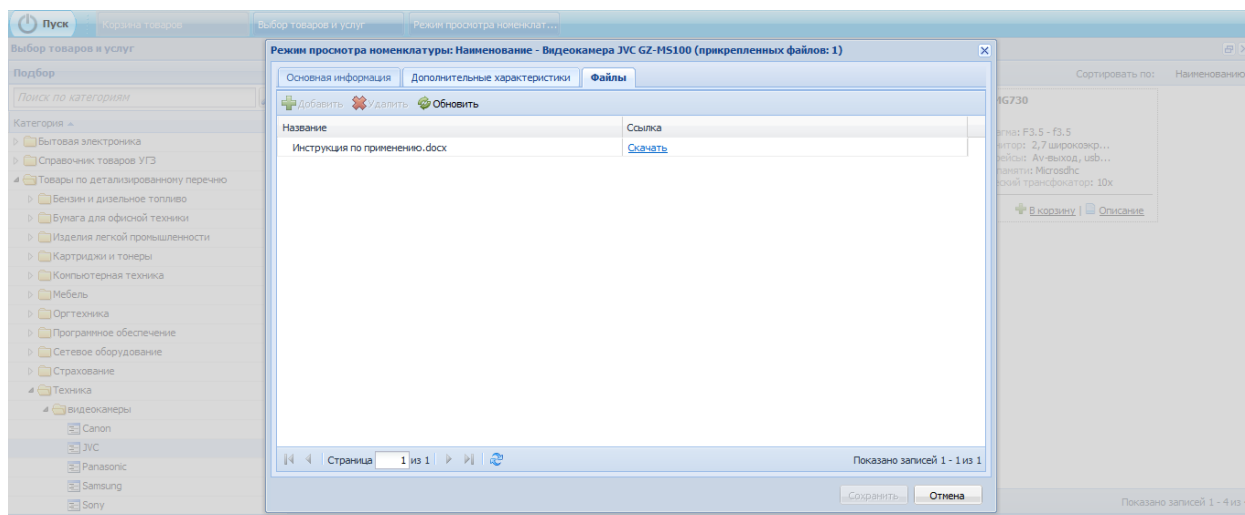 Пуск
Корзина товаров
Выбор товаров и услуг
Режим просмотра номенклат...
Выбор товаров и услуг
Подбор
Поиск по категориям
Категория
Бытовая электроника
Справочник товаров УГЗ
Товары по детализированному перечню
Бензин и дизельное топливо
Бумага для офисной техники
Изделия легкой промышленности
Картриджи и тонеры
Компьютерная техника
Мебель
Оргтехника
Программное обеспечение
Сетевое оборудование
Страхование
Техника
видеокамеры
Canon
JVC
Panasonic
Samsung
Sony
Режим просмотра номенклатуры: Наименование - Видеокамера JVC GZ-MS100 (прикрепленных файлов: 1)
Основная информация
Дополнительные характеристики
Файлы
Добавить
Удалить
Обновить
Название
Ссылка
Инструкция по применению.docx
Скачать
Страница 1 из 1
Показано записей 1 - 1 из 1
Сохранить
Отмена
Сортировать по: Наименованию
MG730
F3.5 - f3.5
2,7 широкоэкр...
Av-выход, usb...
Microsdhc
трансфокатор: 10x
В корзину | Описание
Показано записей 1 - 4 из